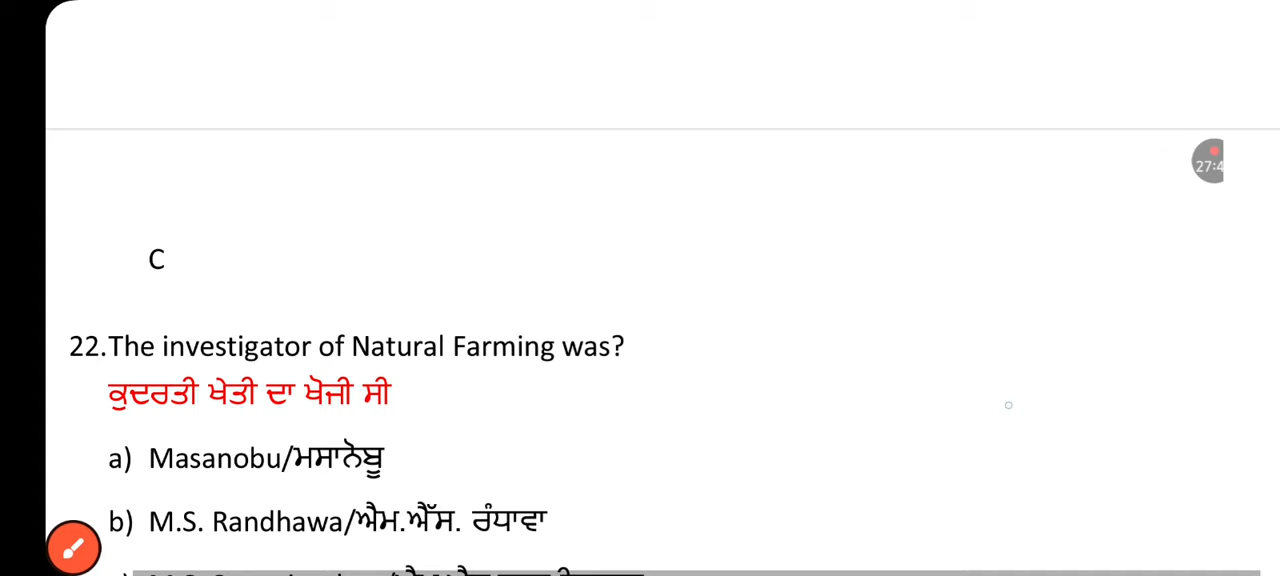 27:4
C
22.The investigator of Natural Farming was?
ਕੁਦਰਤੀ ਖੇਤੀ ਦਾ ਖੋਜੀ ਸੀ
a) Masanobu/ਮਸਾਨੋਬੂ
b) M.S. Randhawa/ਐਮ.ਐੱਸ. ਰੰਧਾਵਾ